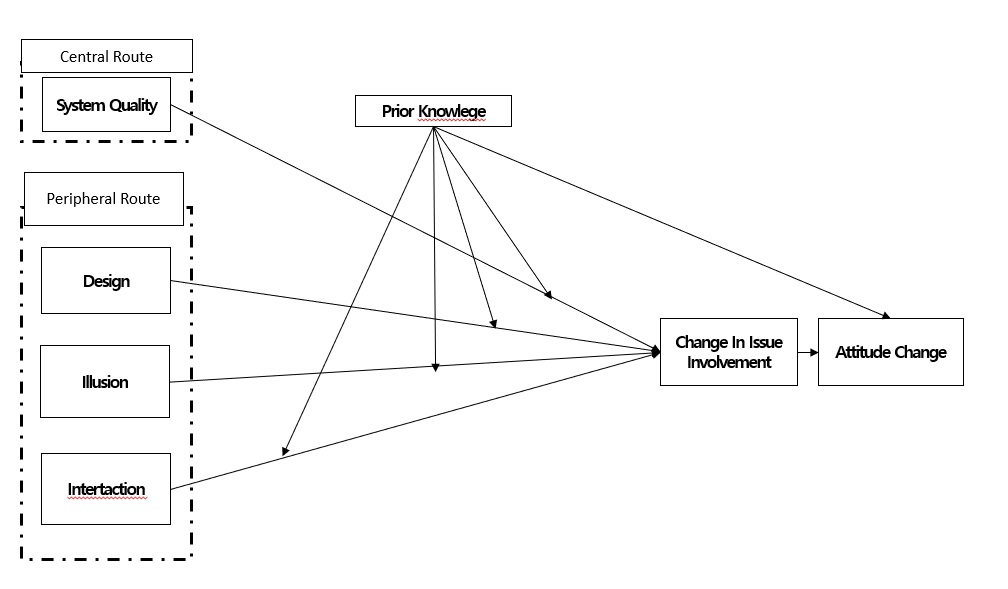 Central Route
System Quality
Prior Knowlege
Peripheral Route
Design
Illusion
Intertaction
Change In Issue
Involvement
Attitude Change